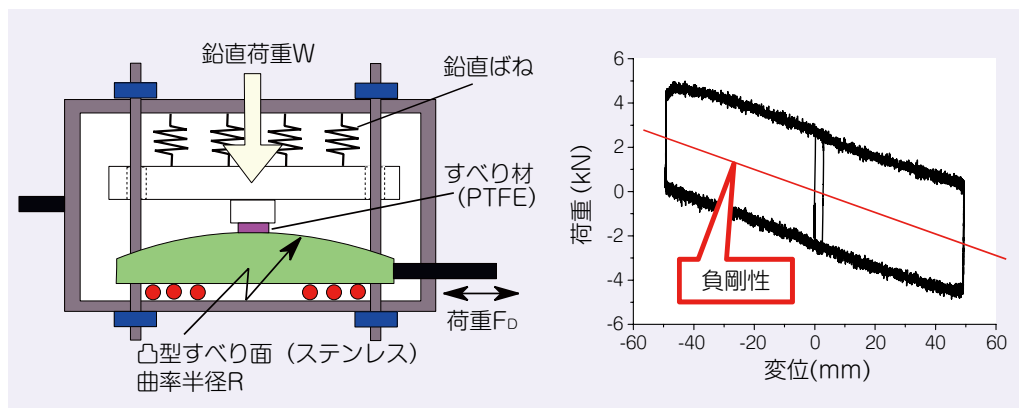 鉛直荷重W
鉛直ばね
すべり材
(PTFE)
荷重FD
凸型すべり面（ステンレス）
曲率半径R
6
4
2
0
-2
-4
-6
荷重 (kN)
負剛性
-60
-40
-20
0
20
40
60
変位(mm)